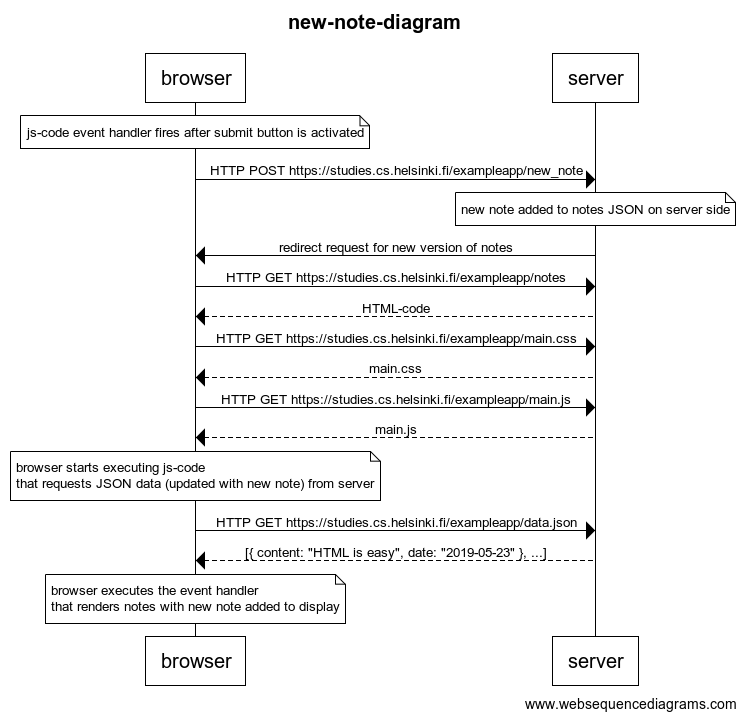 new-note-diagram
browser
server
js-code event handler fires after submit button is activated
HTTP POST https://studies.cs.helsinki.fi/exampleapp/new_note
new note added to notes JSON on server side
redirect request for new version of notes
HTTP GET https://studies.cs.helsinki.fi/exampleapp/notes
HTML-code
HTTP GET https://studies.cs.helsinki.fi/exampleapp/main.css
main.css
HTTP GET https://studies.cs.helsinki.fi/exampleapp/main.js
main.js
browser starts executing js-code
that requests JSON data (updated with new note) from server
HTTP GET https://studies.cs.helsinki.fi/exampleapp/data.json
[{ content: "HTML is easy", date: "2019-05-23" }, ...]
browser executes the event handler
that renders notes with new note added to display
browser
server
www.websequencediagrams.com